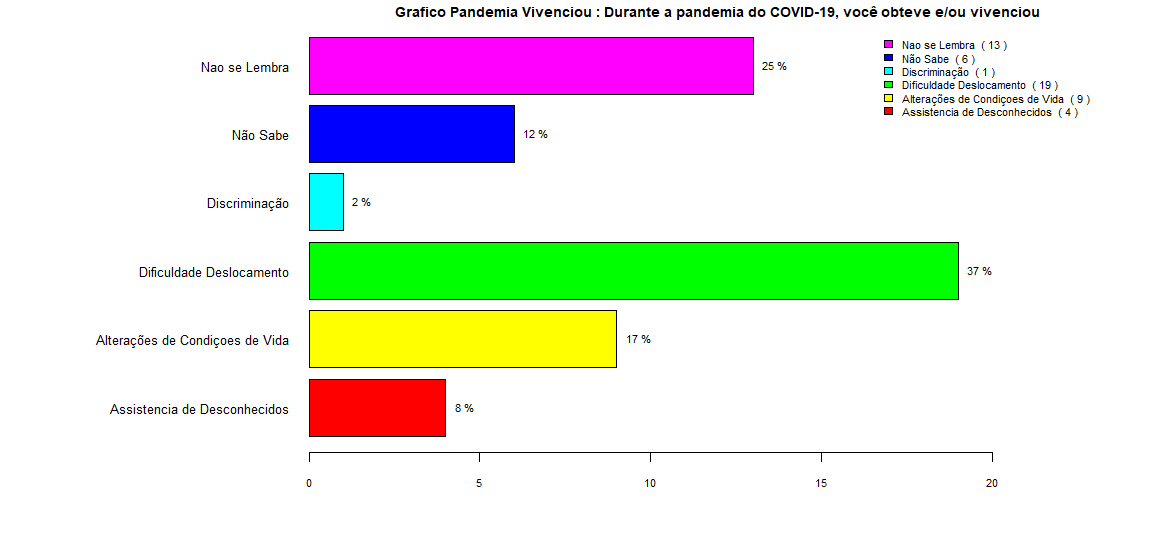 Grafico Pandemia Vivenciou : Durante a pandemia do COVID-19, você obteve e/ou vivenciou
Nao se Lembra ( 13 )
Não Sabe ( 6 )
Discriminação ( 1 )
Dificuldade Deslocamento ( 19 )
Alterações de Condiçoes de Vida ( 9 )
Assistencia de Desconhecidos ( 4 )
Nao se Lembra 25 %
Não Sabe 12 %
Discriminação 2 %
Dificuldade Deslocamento 37 %
Alterações de Condiçoes de Vida 17 %
Assistencia de Desconhecidos 8 %
0 5 10 15 20